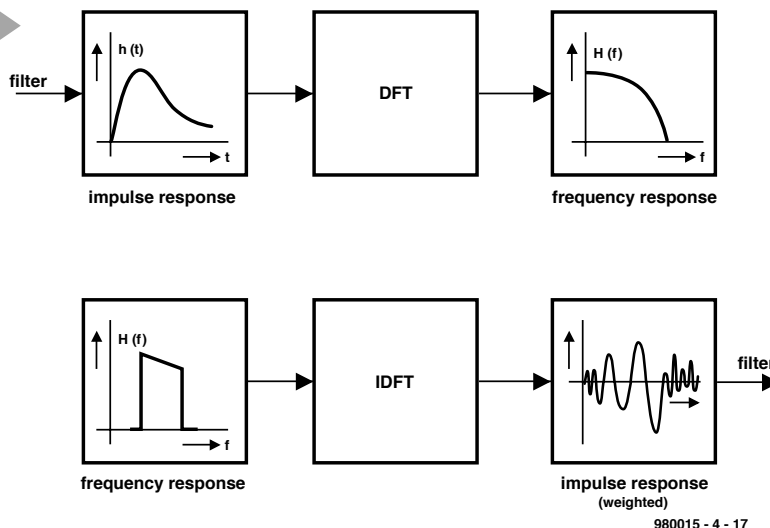 h (t)
H (f)
filter
DFT
t
f
impulse response
frequency response
H (f)
filter
IDFT
f
frequency response
impulse response
(weighted)
980015 - 4 - 17